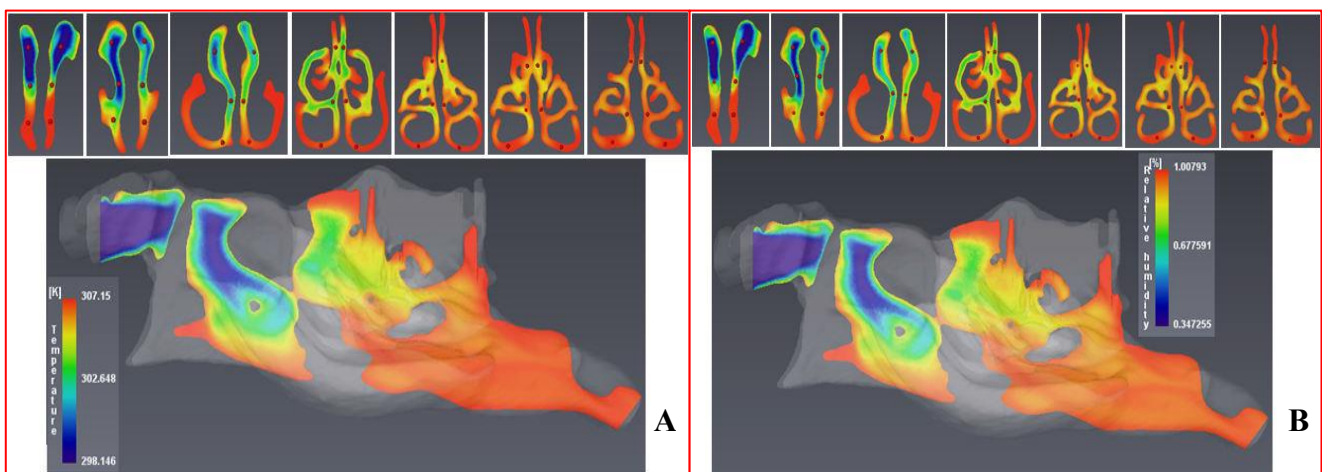 [K]
307.15
Temperature
302.648
298.146
A
[%]
1.00793
Relative humidity
0.677591
0.347255
B